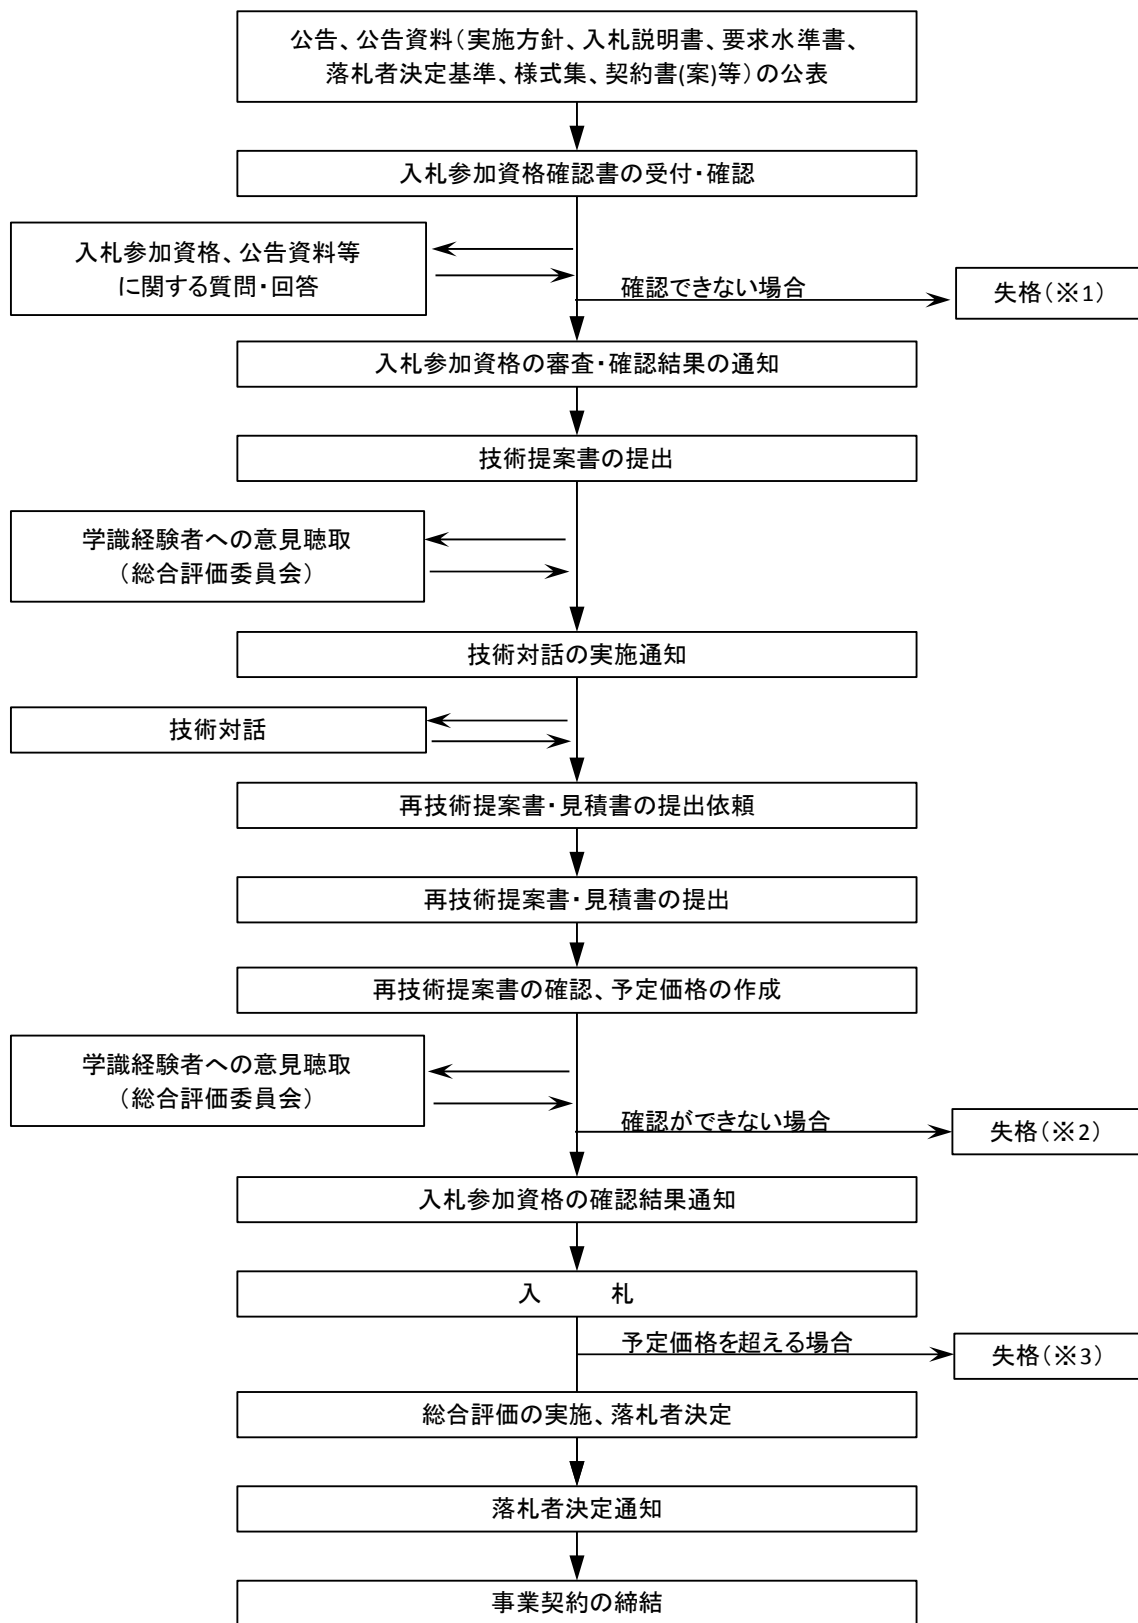 公告、公告資料(実施方針、入札説明書、要求水準書、
落札者決定基準、様式集、契約書(案)等)の公表
入札参加資格確認書の受付・確認
入札参加資格、公告資料等
に関する質問・回答
確認できない場合
失格(※1)
入札参加資格の審査・確認結果の通知
技術提案書の提出
学識経験者への意見聴取
(総合評価委員会)
技術対話の実施通知
技術対話
再技術提案書・見積書の提出依頼
再技術提案書・見積書の提出
再技術提案書の確認、予定価格の作成
学識経験者への意見聴取
(総合評価委員会)
確認ができない場合
失格(※2)
入札参加資格の確認結果通知
入　　　札
予定価格を超える場合
失格(※3)
総合評価の実施、落札者決定
落札者決定通知
事業契約の締結